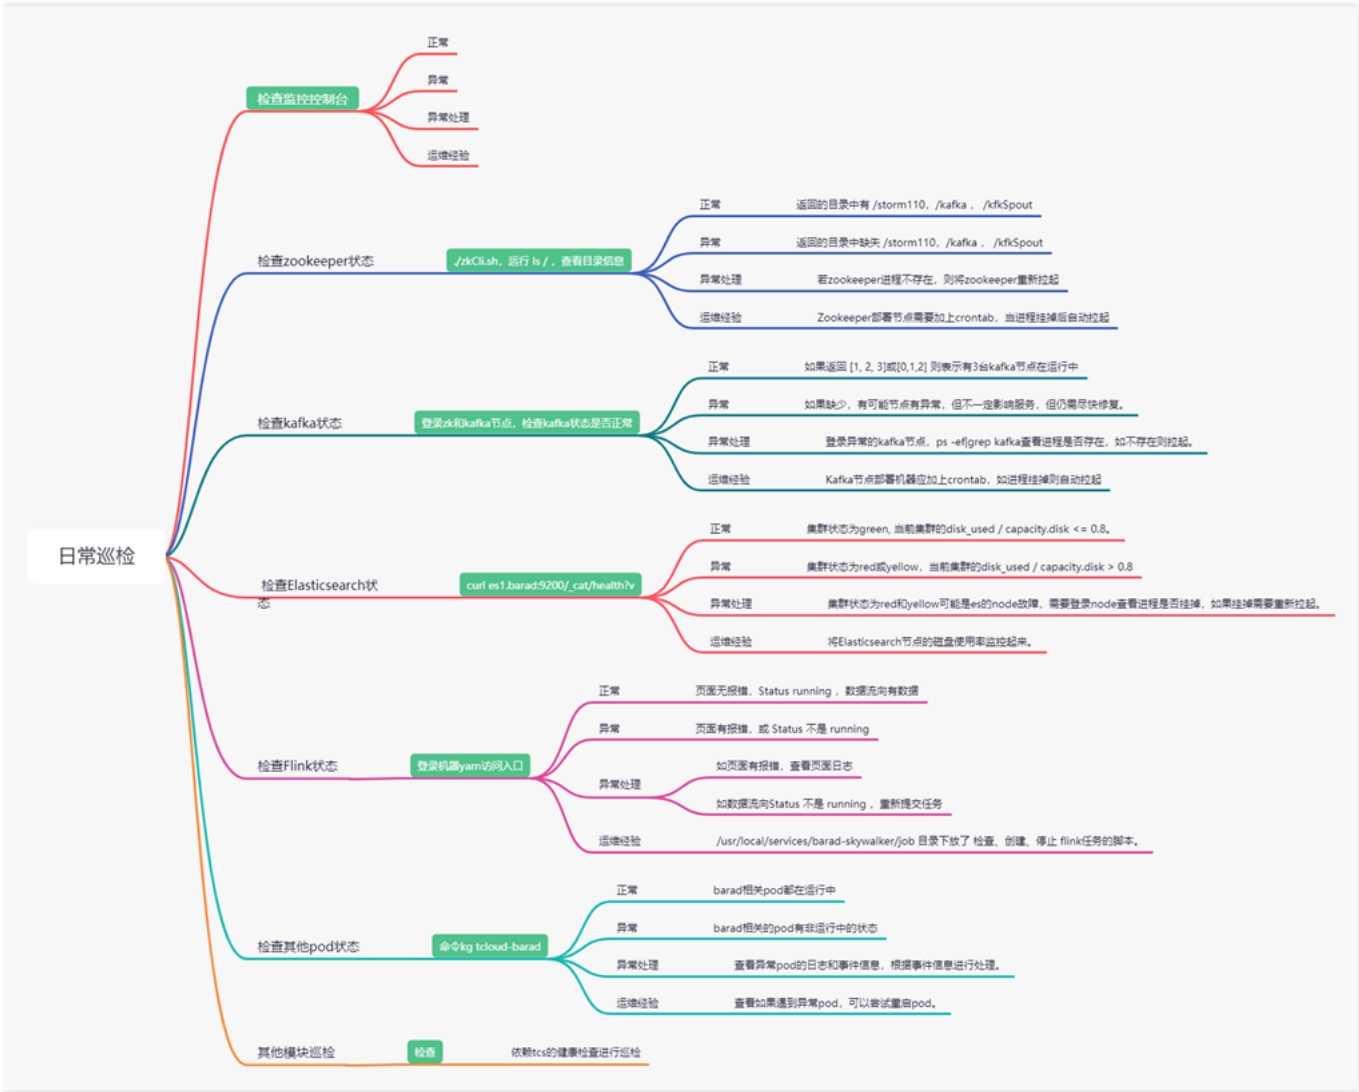 正常
异常
检查监控控制台
异常处理
运维经验
正常
返回的目录中有 /storm110，/kafka ， /kfkSpout
异常
返回的目录中缺失 /storm110，/kafka ， /kfkSpout
检查zookeeper状态
./zkCli.sh，运行 ls / ，查看目录信息
异常处理
若zookeeper进程不存在，则将zookeeper重新拉起
运维经验
Zookeeper部署节点需要加上crontab，当进程挂掉后自动拉起
正常
如果返回 [1, 2, 3]或[0,1,2] 则表示有3台kafka节点在运行中
异常
如果缺少，有可能节点有异常，但不一定影响服务，但仍需尽快修复。
检查kafka状态
登录zk和kafka节点，检查kafka状态是否正常
异常处理
登录异常的kafka节点，ps -ef|grep kafka查看进程是否存在，如不存在则拉起。
运维经验
Kafka节点部署机器应加上crontab，如进程挂掉则自动拉起
日常巡检
正常
集群状态为green, 当前集群的disk_used / capacity.disk <= 0.8。
异常
集群状态为red或yellow，当前集群的disk_used / capacity.disk > 0.8
检查Elasticsearch状
态
curl es1.barad:9200/_cat/health?v
异常处理
集群状态为red和yellow可能是es的node故障，需要登录node查看进程是否挂掉，如果挂掉需要重新拉起。
运维经验
将Elasticsearch节点的磁盘使用率监控起来。
正常
页面无报错，Status running ，数据流向有数据
异常
页面有报错，或 Status 不是 running
检查Flink状态
登录机器yarn访问入口
异常处理
如页面有报错，查看页面日志
如数据流向Status 不是 running ，重新提交任务
运维经验
/usr/local/services/barad-skywalker/job 目录下放了 检查、创建、停止 flink任务的脚本。
正常
barad相关pod都在运行中
异常
barad相关的pod有非运行中的状态
检查其他pod状态
命令kg tcloud-barad
异常处理
查看异常pod的日志和事件信息，根据事件信息进行处理。
运维经验
查看如果遇到异常pod，可以尝试重启pod。
其他模块巡检
检查
依赖tcs的健康检查进行巡检